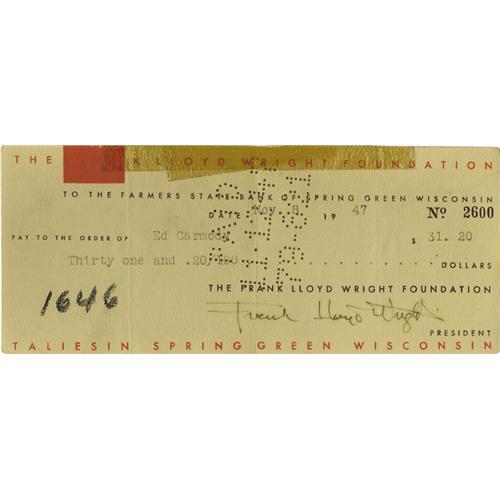 THE FRANK LLOYD WRIGHT FOUNDATION
TO THE FARMERS STATE BANK OF SPRING GREEN WISCONSIN
DATE Nov 8 19 47 No 2600
PAY TO THE ORDER OF Ed Carmody $ 31.20
Thirty one and .20/100 DOLLARS
THE FRANK LLOYD WRIGHT FOUNDATION
1646
Frank Lloyd Wright
PRESIDENT
TALIESIN SPRING GREEN WISCONSIN